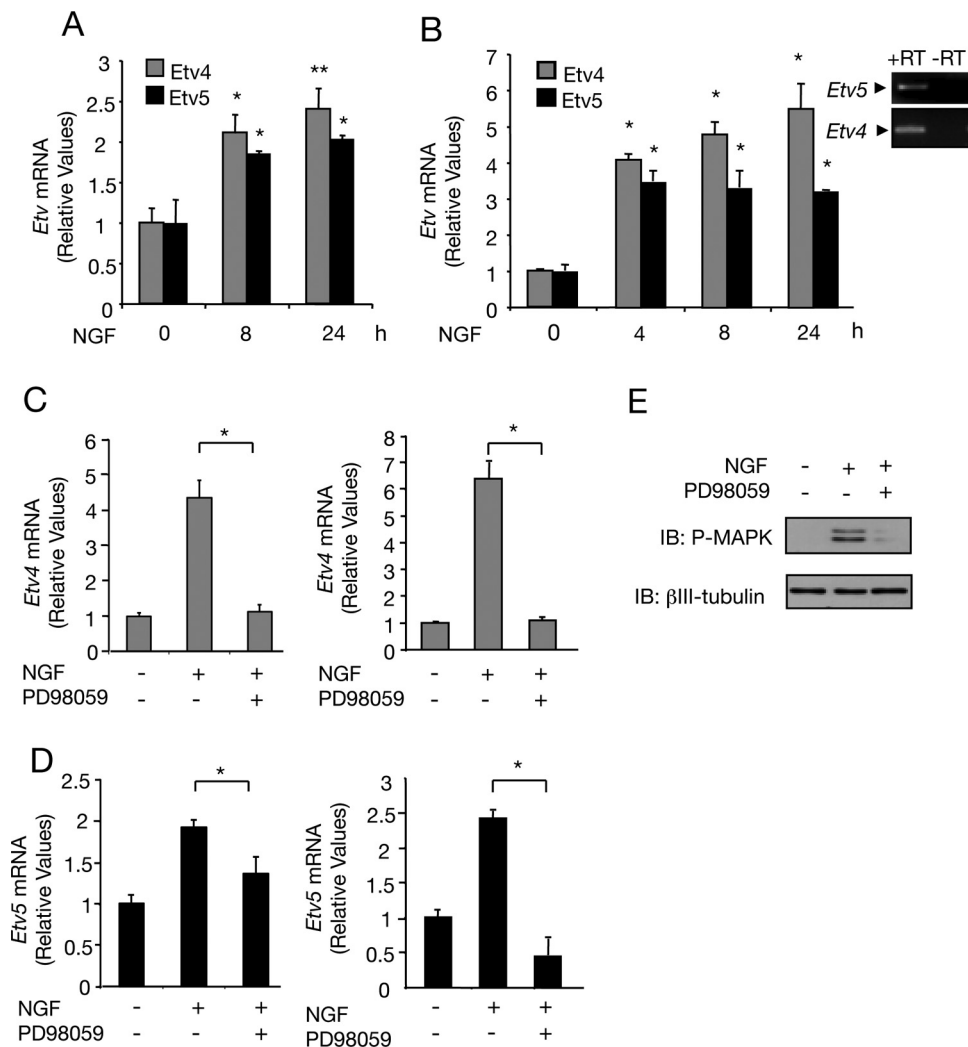 A
Etv mRNA
(Relative Values)
3
2.5
2
1.5
1
0.5
0
Etv4
Etv5
*
*
**
*
NGF 0 8 24 h
B
Etv mRNA
(Relative Values)
7
6
5
4
3
2
1
0
Etv4
Etv5
*
*
*
*
*
*
NGF 0 4 8 24 h
+RT -RT
Etv5 ►
Etv4 ►
C
Etv4 mRNA
(Relative Values)
6
5
4
3
2
1
0
*
NGF - + +
PD98059 - - +
Etv4 mRNA
(Relative Values)
8
7
6
5
4
3
2
1
0
*
NGF - + +
PD98059 - - +
D
Etv5 mRNA
(Relative Values)
2.5
2
1.5
1
0.5
0
*
NGF - + +
PD98059 - - +
Etv5 mRNA
(Relative Values)
3
2.5
2
1.5
1
0.5
0
*
NGF - + +
PD98059 - - +
E
NGF - + +
PD98059 - - +
IB: P-MAPK
IB: βIII-tubulin